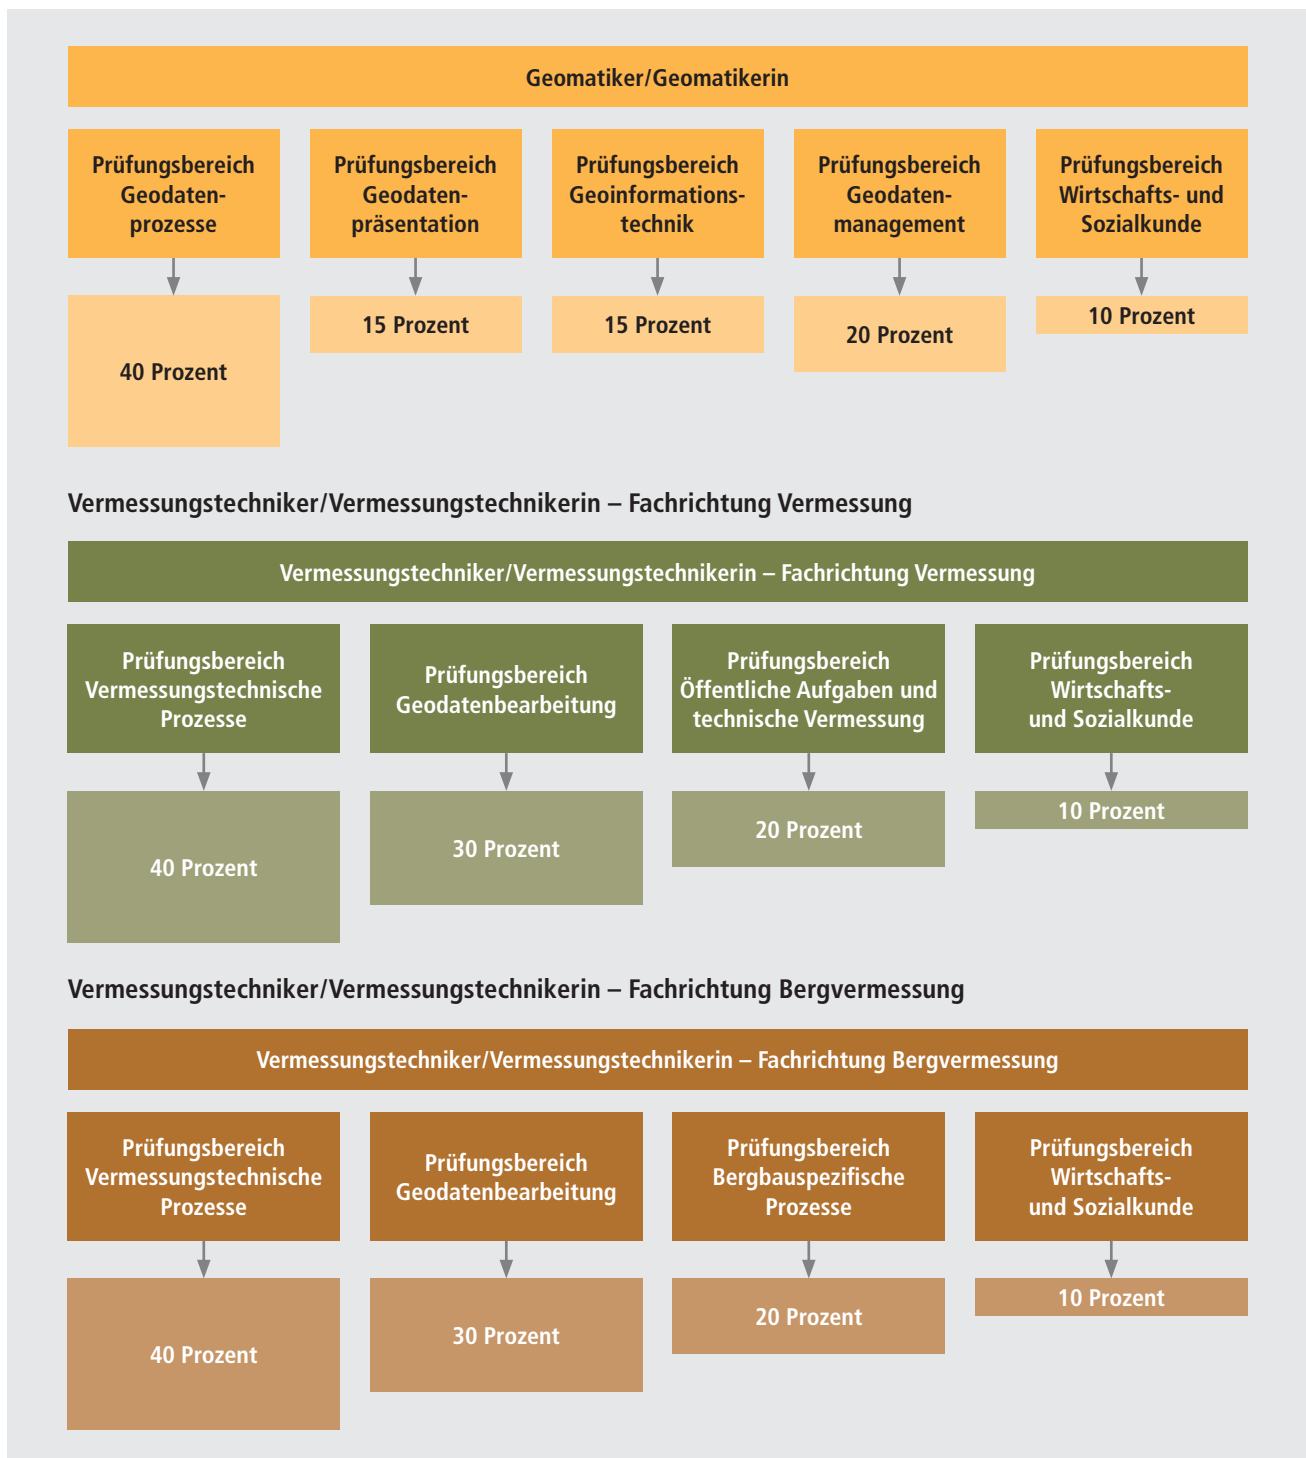 Geomatiker/Geomatikerin
Prüfungsbereich
Geodaten-
prozesse
Prüfungsbereich
Geodaten-
präsentation
Prüfungsbereich
Geoinformations-
technik
Prüfungsbereich
Geodaten-
management
Prüfungsbereich
Wirtschafts- und
Sozialkunde
40 Prozent
15 Prozent
15 Prozent
20 Prozent
10 Prozent
Vermessungstechniker/Vermessungstechnikerin – Fachrichtung Vermessung
Vermessungstechniker/Vermessungstechnikerin – Fachrichtung Vermessung
Prüfungsbereich
Vermessungstechnische
Prozesse
Prüfungsbereich
Geodatenbearbeitung
Prüfungsbereich
Öffentliche Aufgaben und
technische Vermessung
Prüfungsbereich
Wirtschafts-
und Sozialkunde
40 Prozent
30 Prozent
20 Prozent
10 Prozent
Vermessungstechniker/Vermessungstechnikerin – Fachrichtung Bergvermessung
Vermessungstechniker/Vermessungstechnikerin – Fachrichtung Bergvermessung
Prüfungsbereich
Vermessungstechnische
Prozesse
Prüfungsbereich
Geodatenbearbeitung
Prüfungsbereich
Bergbauspezifische
Prozesse
Prüfungsbereich
Wirtschafts-
und Sozialkunde
40 Prozent
30 Prozent
20 Prozent
10 Prozent